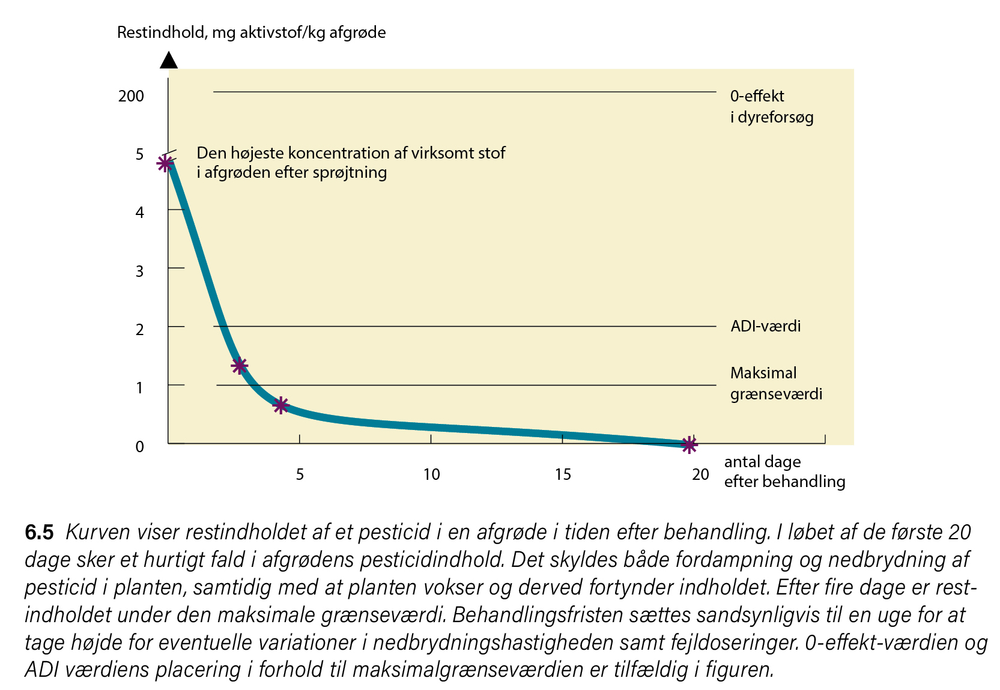 Restindhold, mg aktivstof/kg afgrøde
200
0-effekt
i dyreforsøg
5
Den højeste koncentration af virksomt stof
i afgrøden efter sprøjtning
4
3
2
ADI-værdi
Maksimal
grænseværdi
1
0
5
10
15
20
antal dage
efter behandling
6.5 Kurven viser restindholdet af et pesticid i en afgrøde i tiden efter behandling. I løbet af de første 20
dage sker et hurtigt fald i afgrødens pesticidindhold. Det skyldes både fordampning og nedbrydning af
pesticid i planten, samtidig med at planten vokser og derved fortynder indholdet. Efter fire dage er rest-
indholdet under den maksimale grænseværdi. Behandlingsfristen sættes sandsynligvis til en uge for at
tage højde for eventuelle variationer i nedbrydningshastigheden samt fejldoseringer. 0-effekt-værdien og
ADI værdiens placering i forhold til maksimalgrænseværdien er tilfældig i figuren.